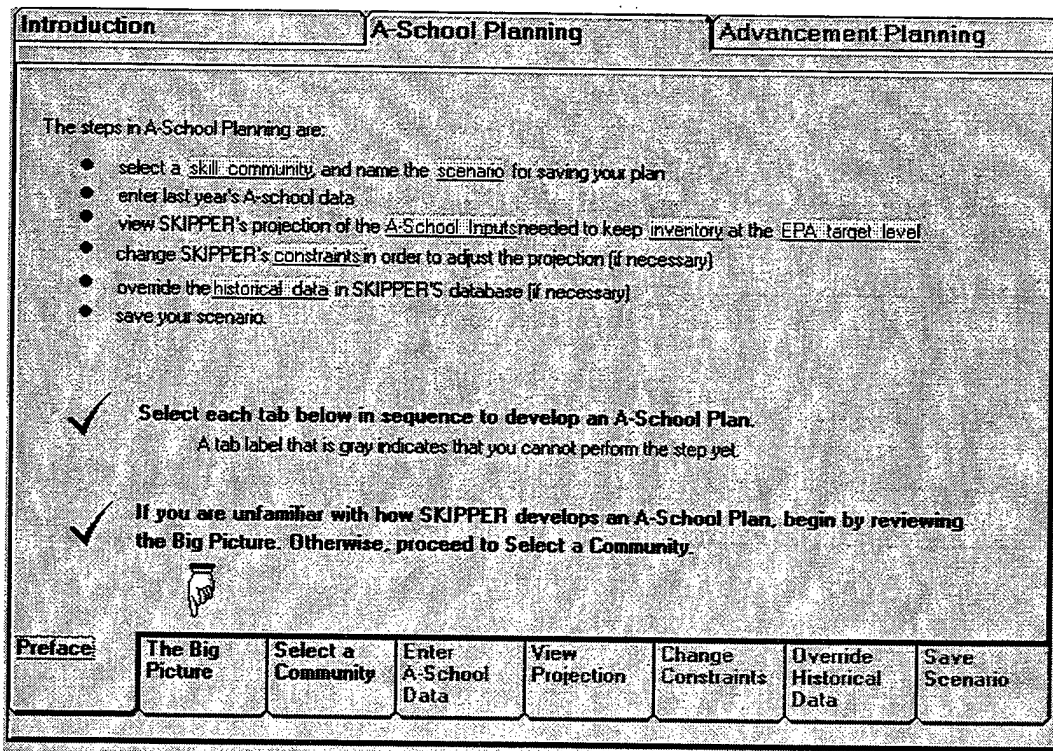 Introduction
A-School Planning
Advancement Planning
The steps in A-School Planning are:
• select a skill community, and name the scenario for saving your plan
• enter last year's A-school data
• view SKIPPER's projection of the A-School Inputs needed to keep inventory at the EPA target level
• change SKIPPER's constraints in order to adjust the projection (if necessary)
• override the historical data in SKIPPER'S database (if necessary)
• save your scenario.
Select each tab below in sequence to develop an A-School Plan.
A tab label that is gray indicates that you cannot perform the step yet.
If you are unfamiliar with how SKIPPER develops an A-School Plan, begin by reviewing
the Big Picture. Otherwise, proceed to Select a Community.
Preface
The Big
Picture
Select a
Community
Enter
A-School
Data
View
Projection
Change
Constraints
Override
Historical
Data
Save
Scenario